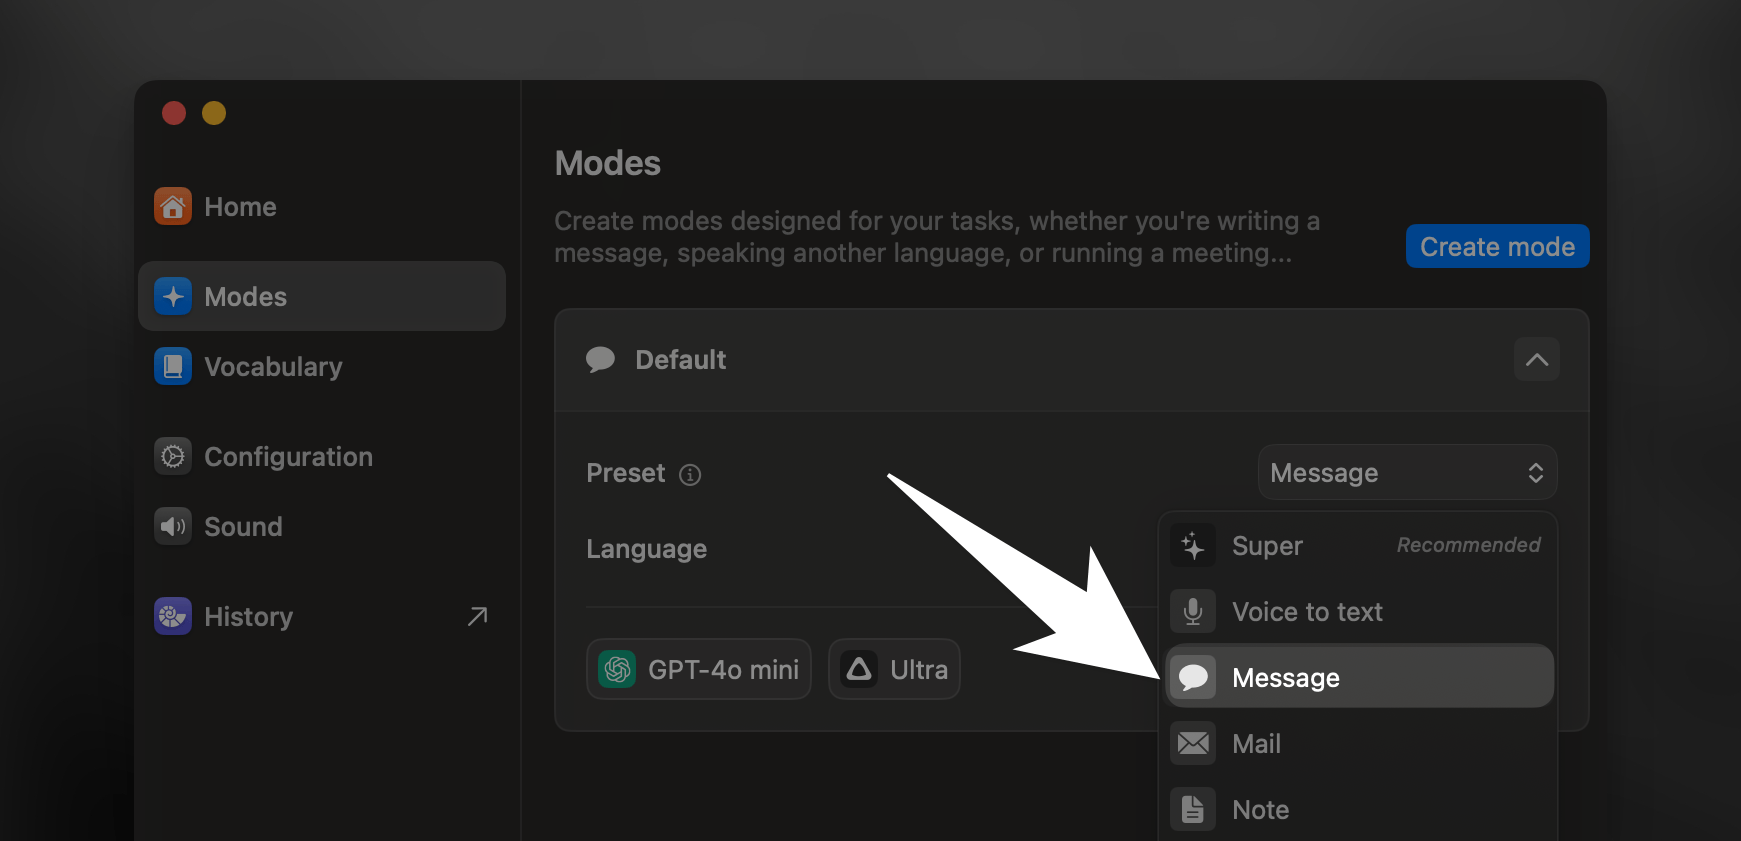 Home
Modes
Vocabulary
Configuration
Sound
History
Modes
Create modes designed for your tasks, whether you're writing a
message, speaking another language, or running a meeting...
Create mode
Default
Preset
Message
Language
GPT-4o mini
Ultra
Super Recommended
Voice to text
Message
Mail
Note